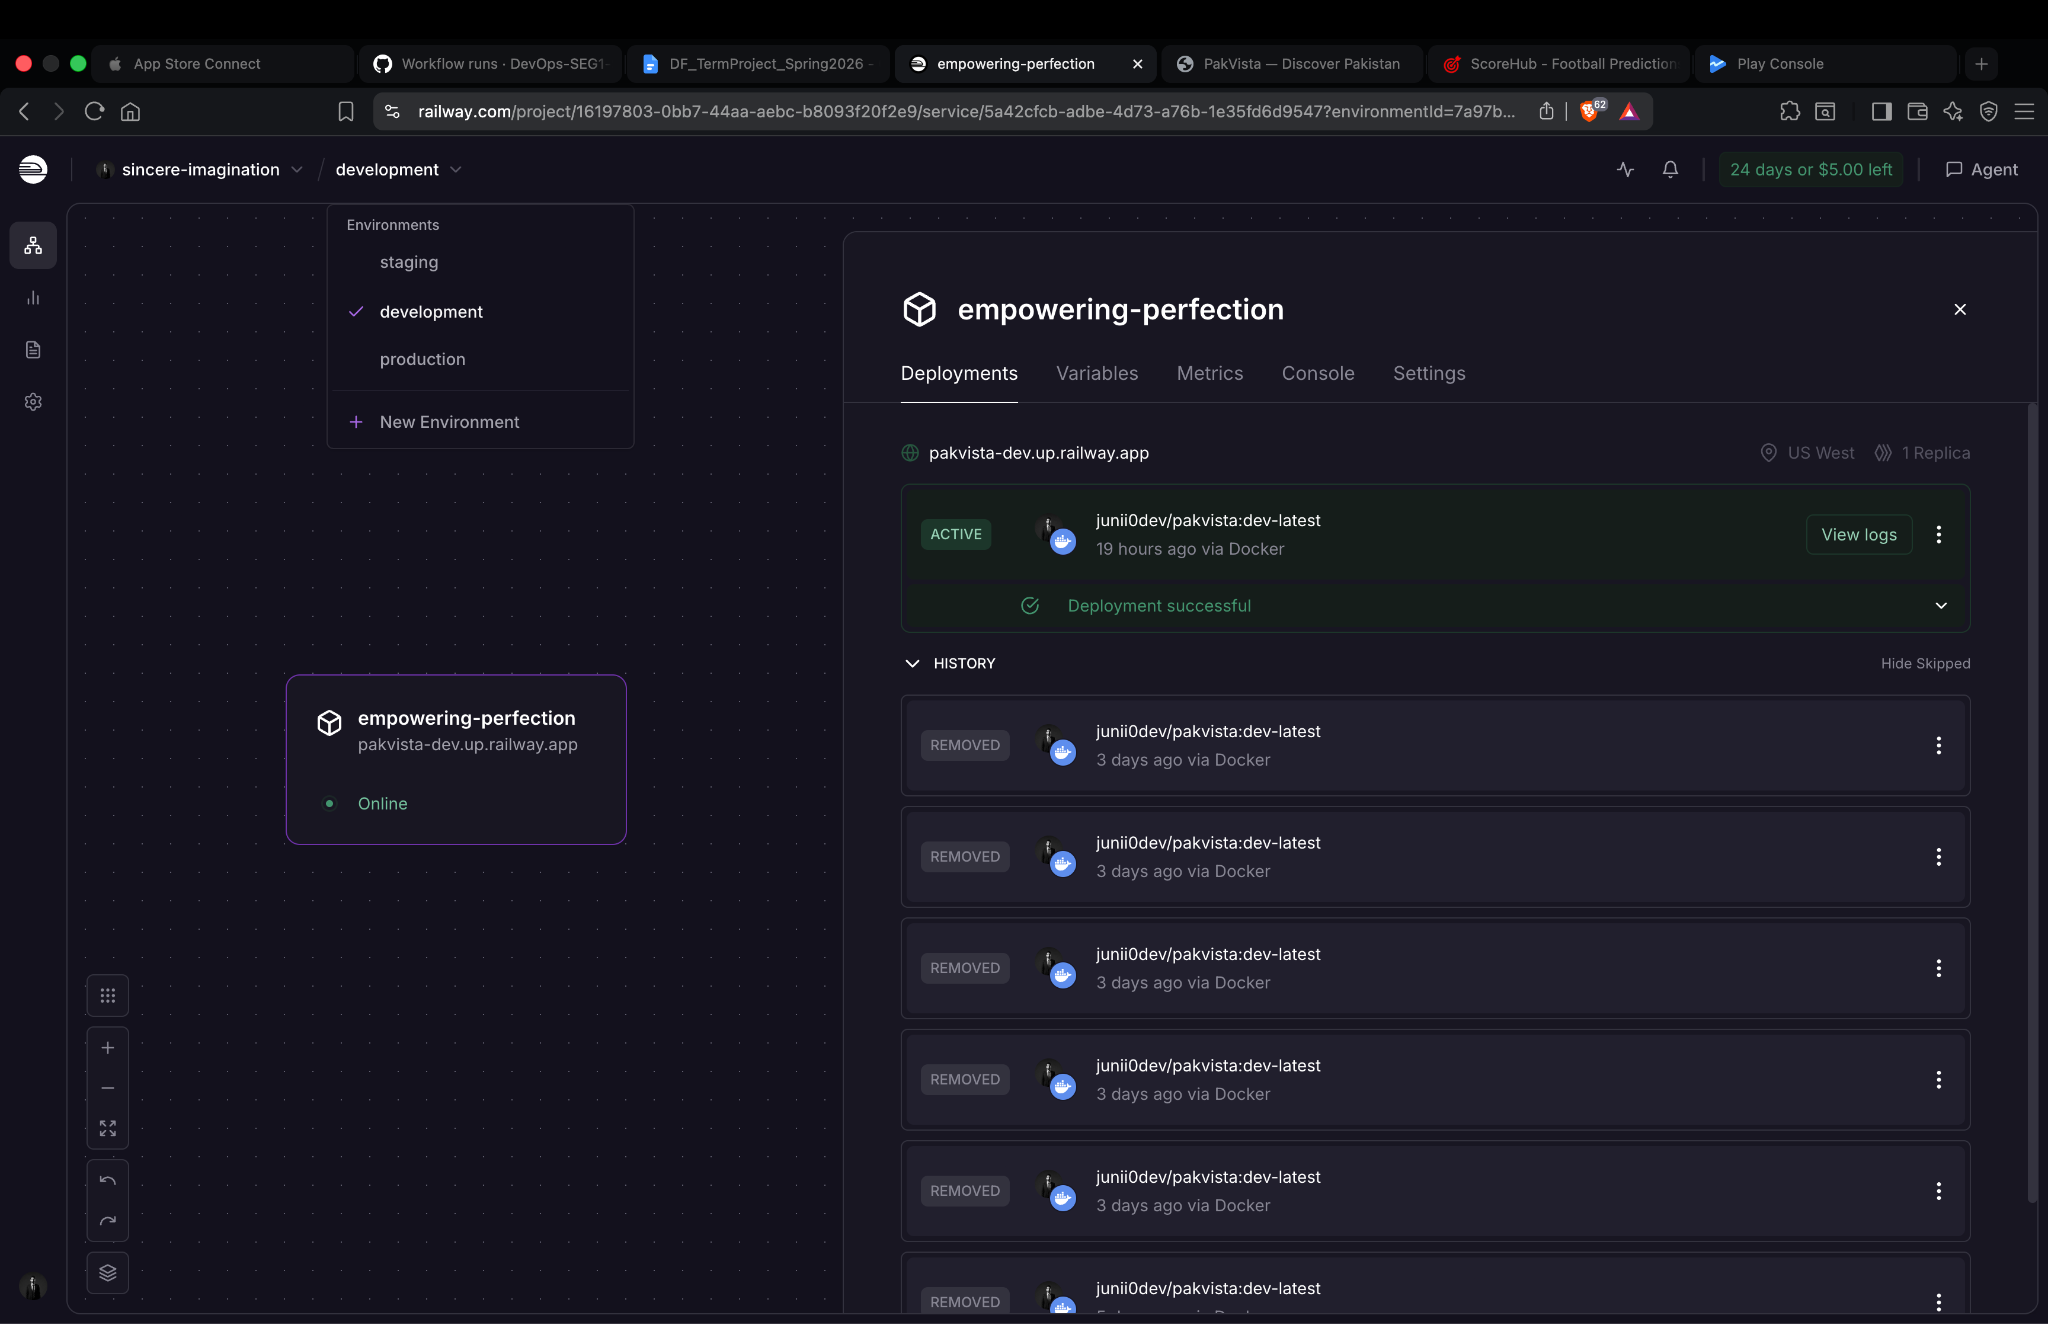 App Store Connect
Workflow runs · DevOps-SEG1-
DF_TermProject_Spring2026 -
empowering-perfection
PakVista — Discover Pakistan
ScoreHub - Football Prediction
Play Console
railway.com/project/16197803-0bb7-44aa-aebc-b8093f20f2e9/service/5a42cfcb-adbe-4d73-a76b-1e35fd6d9547?environmentId=7a97b...
62
sincere-imagination
/
development
24 days or $5.00 left
Agent
Environments
staging
development
production
New Environment
empowering-perfection
pakvista-dev.up.railway.app
Online
empowering-perfection
Deployments
Variables
Metrics
Console
Settings
pakvista-dev.up.railway.app
US West
1 Replica
ACTIVE
junii0dev/pakvista:dev-latest
19 hours ago via Docker
View logs
Deployment successful
HISTORY
Hide Skipped
REMOVED
junii0dev/pakvista:dev-latest
3 days ago via Docker
REMOVED
junii0dev/pakvista:dev-latest
3 days ago via Docker
REMOVED
junii0dev/pakvista:dev-latest
3 days ago via Docker
REMOVED
junii0dev/pakvista:dev-latest
3 days ago via Docker
REMOVED
junii0dev/pakvista:dev-latest
3 days ago via Docker
REMOVED
junii0dev/pakvista:dev-latest